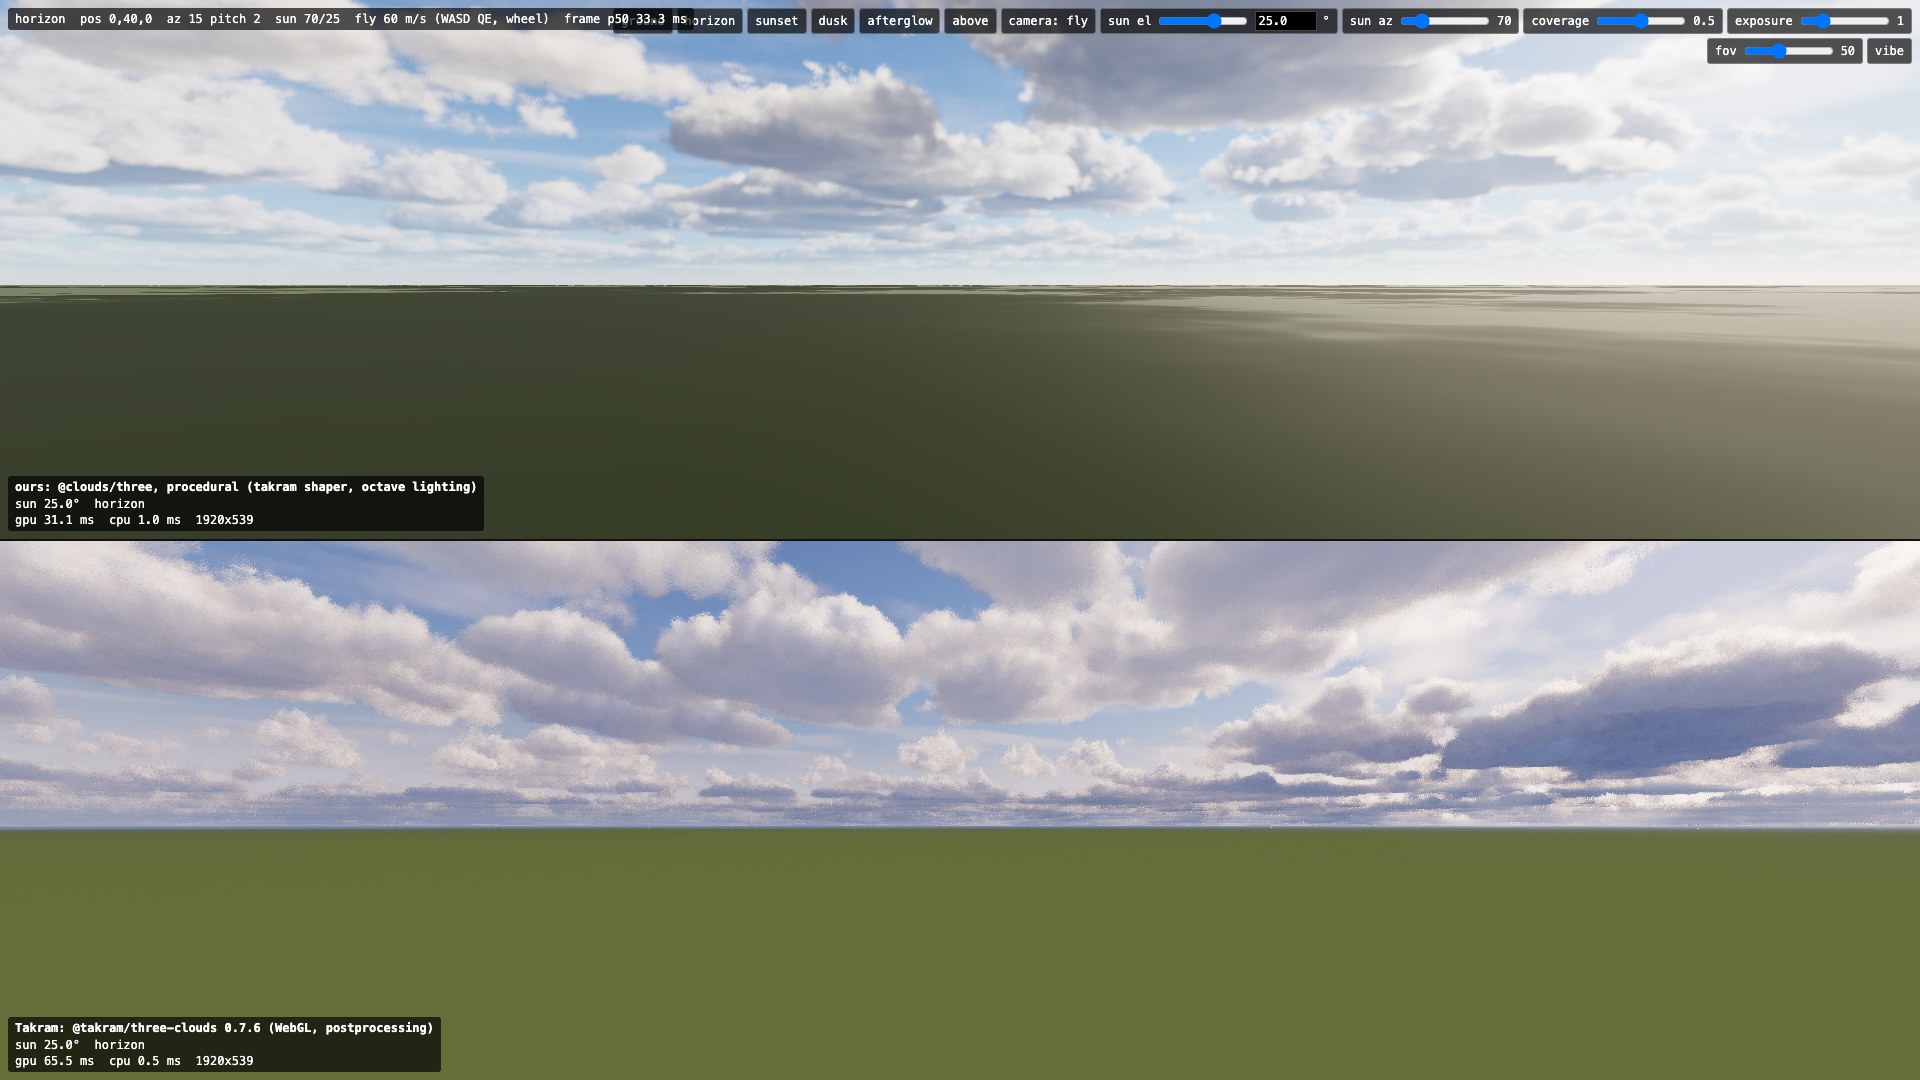 horizon pos 0,40,0 az 15 pitch 2 sun 70/25 fly 60 m/s (WASD QE, wheel) frame p50 33.3 ms
horizon sunset dusk afterglow above camera: fly sun el 25.0 ° sun az 70 coverage 0.5 exposure 1
fov 50 vibe
ours: @clouds/three, procedural (takram shaper, octave lighting)
sun 25.0° horizon
gpu 31.1 ms cpu 1.0 ms 1920x539
Takram: @takram/three-clouds 0.7.6 (WebGL, postprocessing)
sun 25.0° horizon
gpu 65.5 ms cpu 0.5 ms 1920x539